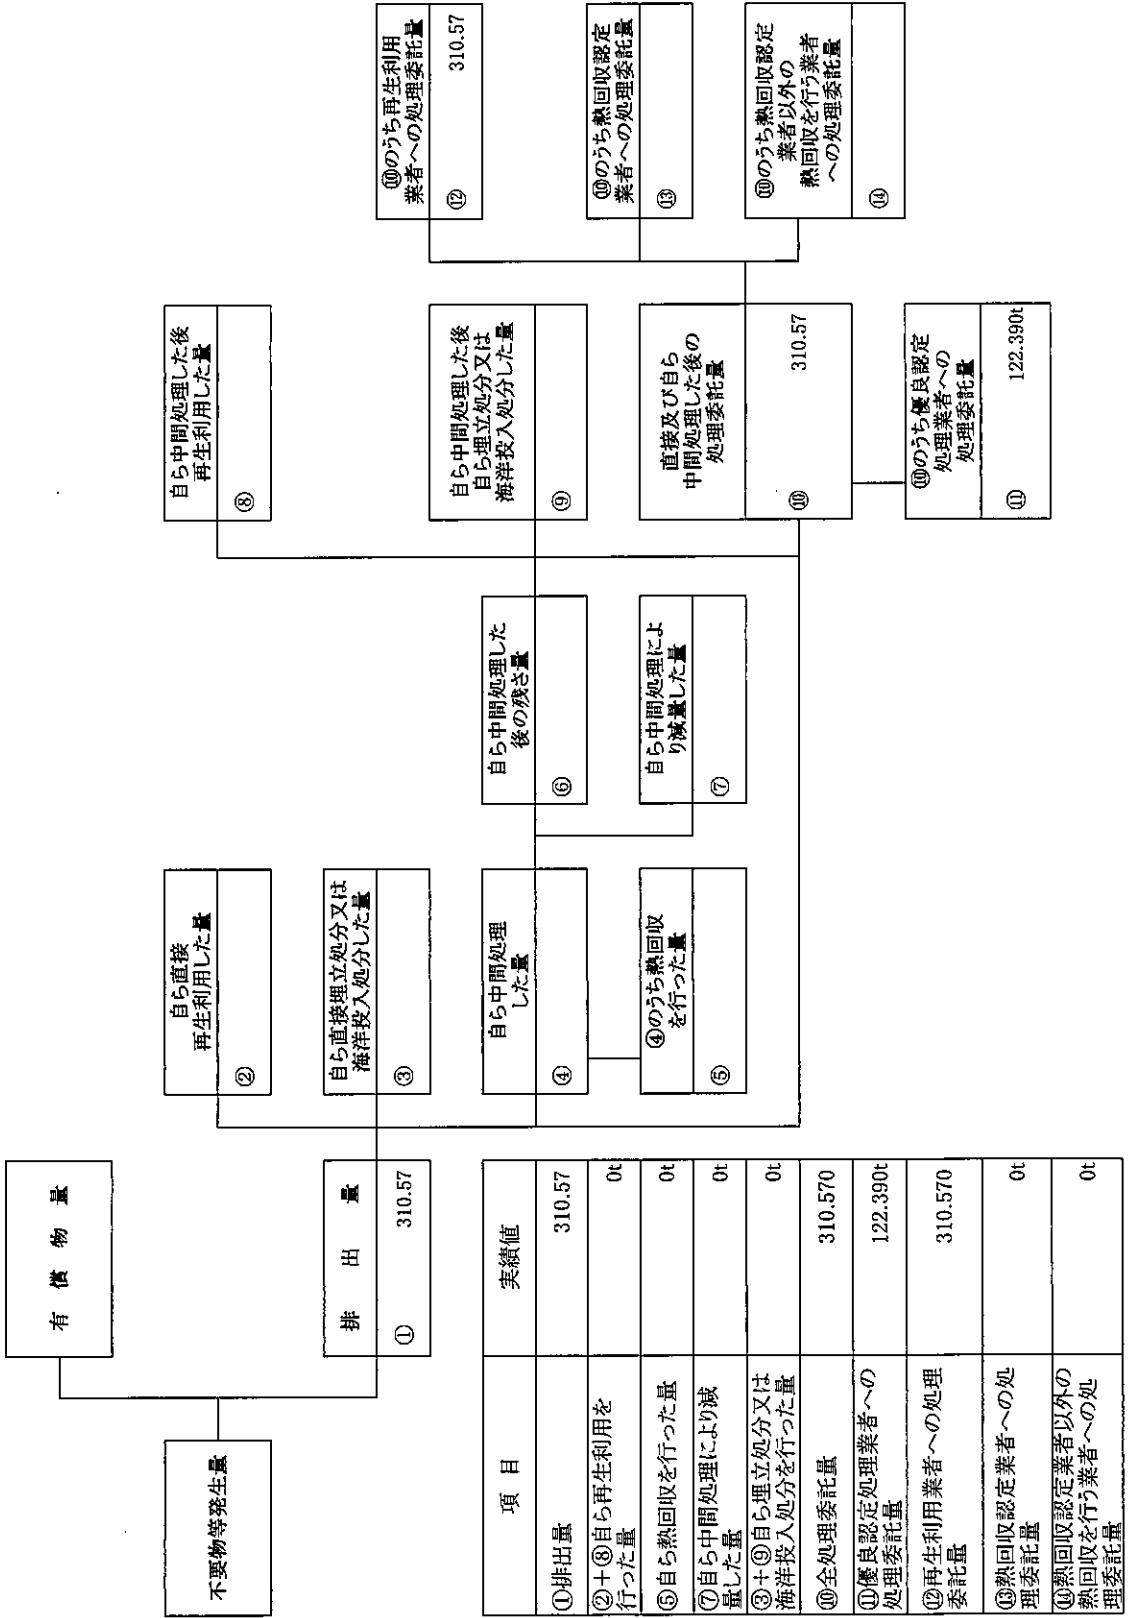 不要物等発生量
有償物量
排出量
① 310.57
自ら直接
再生利用した量
②
自ら直接埋立処分又は
海洋投入処分した量
③
自ら中間処理
した量
④
④のうち熱回収
を行った量
⑤
自ら中間処理した
後の残さ量
⑥
自ら中間処理によ
り減量した量
⑦
自ら中間処理した後
再生利用した量
⑧
自ら中間処理した後
自ら埋立処分又は
海洋投入処分した量
⑨
直接及び自ら
中間処理した後の
処理委託量
⑩ 310.57
⑩のうち優良認定
処理業者への
処理委託量
⑪ 122.390t
⑩のうち再生利用
業者への処理委託量
⑫ 310.57
⑩のうち熱回収認定
業者への処理委託量
⑬
⑩のうち熱回収認定
業者以外の
熱回収を行う業者
への処理委託量
⑭
項目 実績値
①排出量 310.57
②+⑧自ら再生利用を
行った量 0t
⑤自ら熱回収を行った量 0t
⑦自ら中間処理により減
量した量 0t
③+⑨自ら埋立処分又は
海洋投入処分を行った量 0t
⑩全処理委託量 310.570
⑪優良認定処理業者への
処理委託量 122.390t
⑫再生利用業者への処理
委託量 310.570
⑬熱回収認定業者への処
理委託量 0t
⑭熱回収認定業者以外の
熱回収を行う業者への処
理委託量 0t